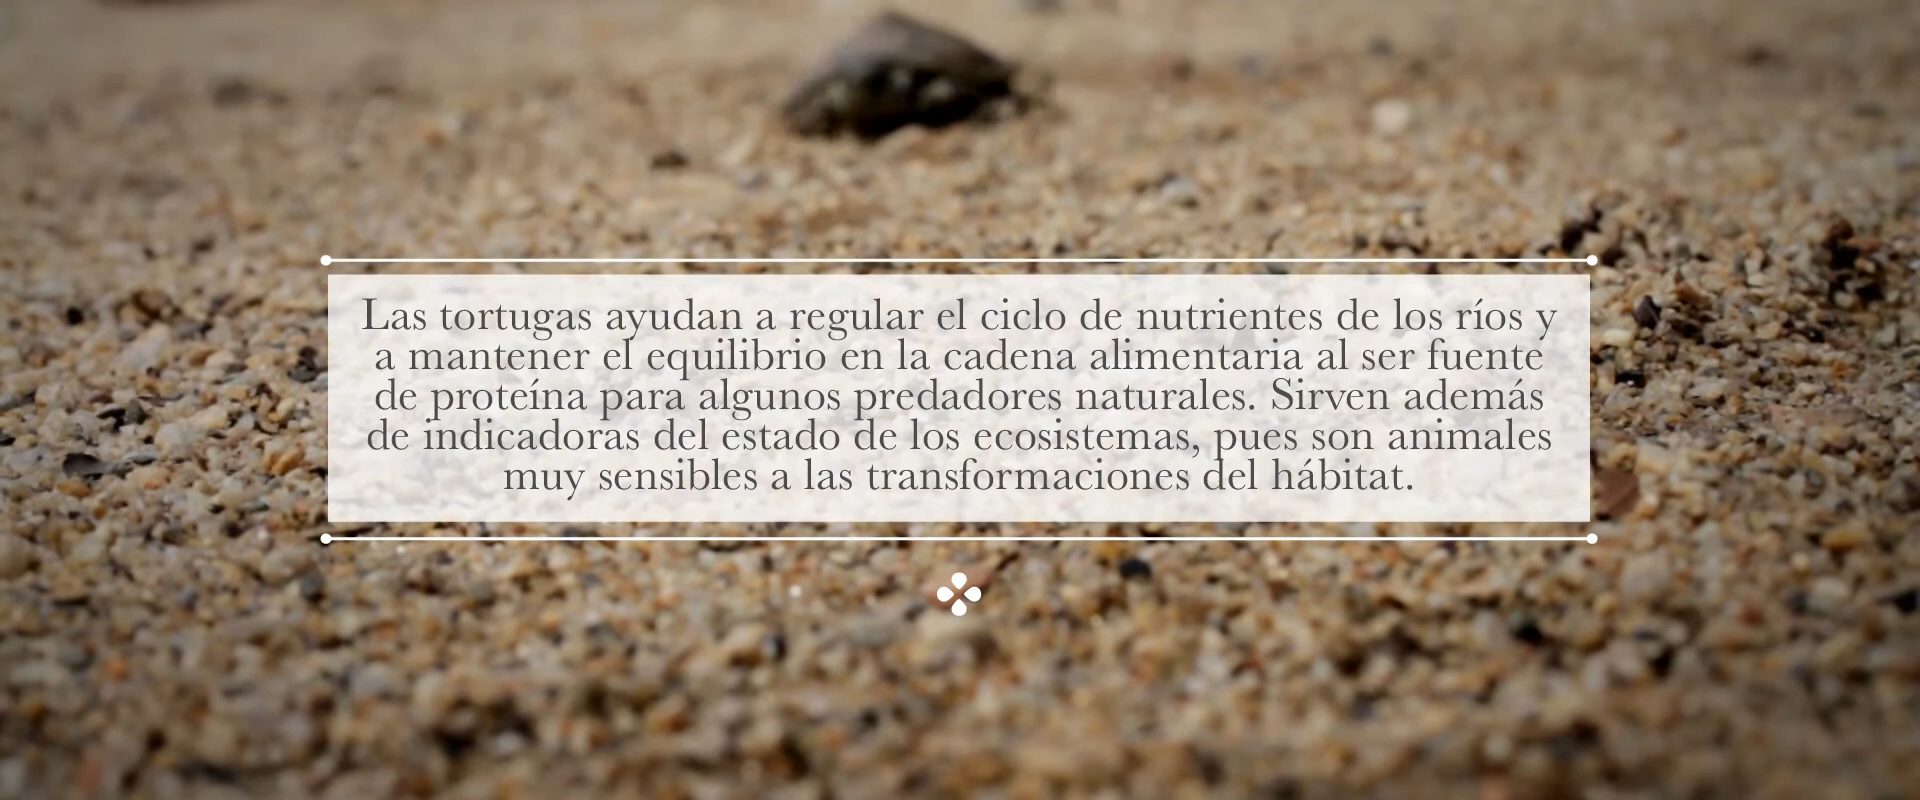 Las tortugas ayudan a regular el ciclo de nutrientes de los ríos y
a mantener el equilibrio en la cadena alimentaria al ser fuente
de proteína para algunos predadores naturales. Sirven además
de indicadoras del estado de los ecosistemas, pues son animales
muy sensibles a las transformaciones del hábitat.